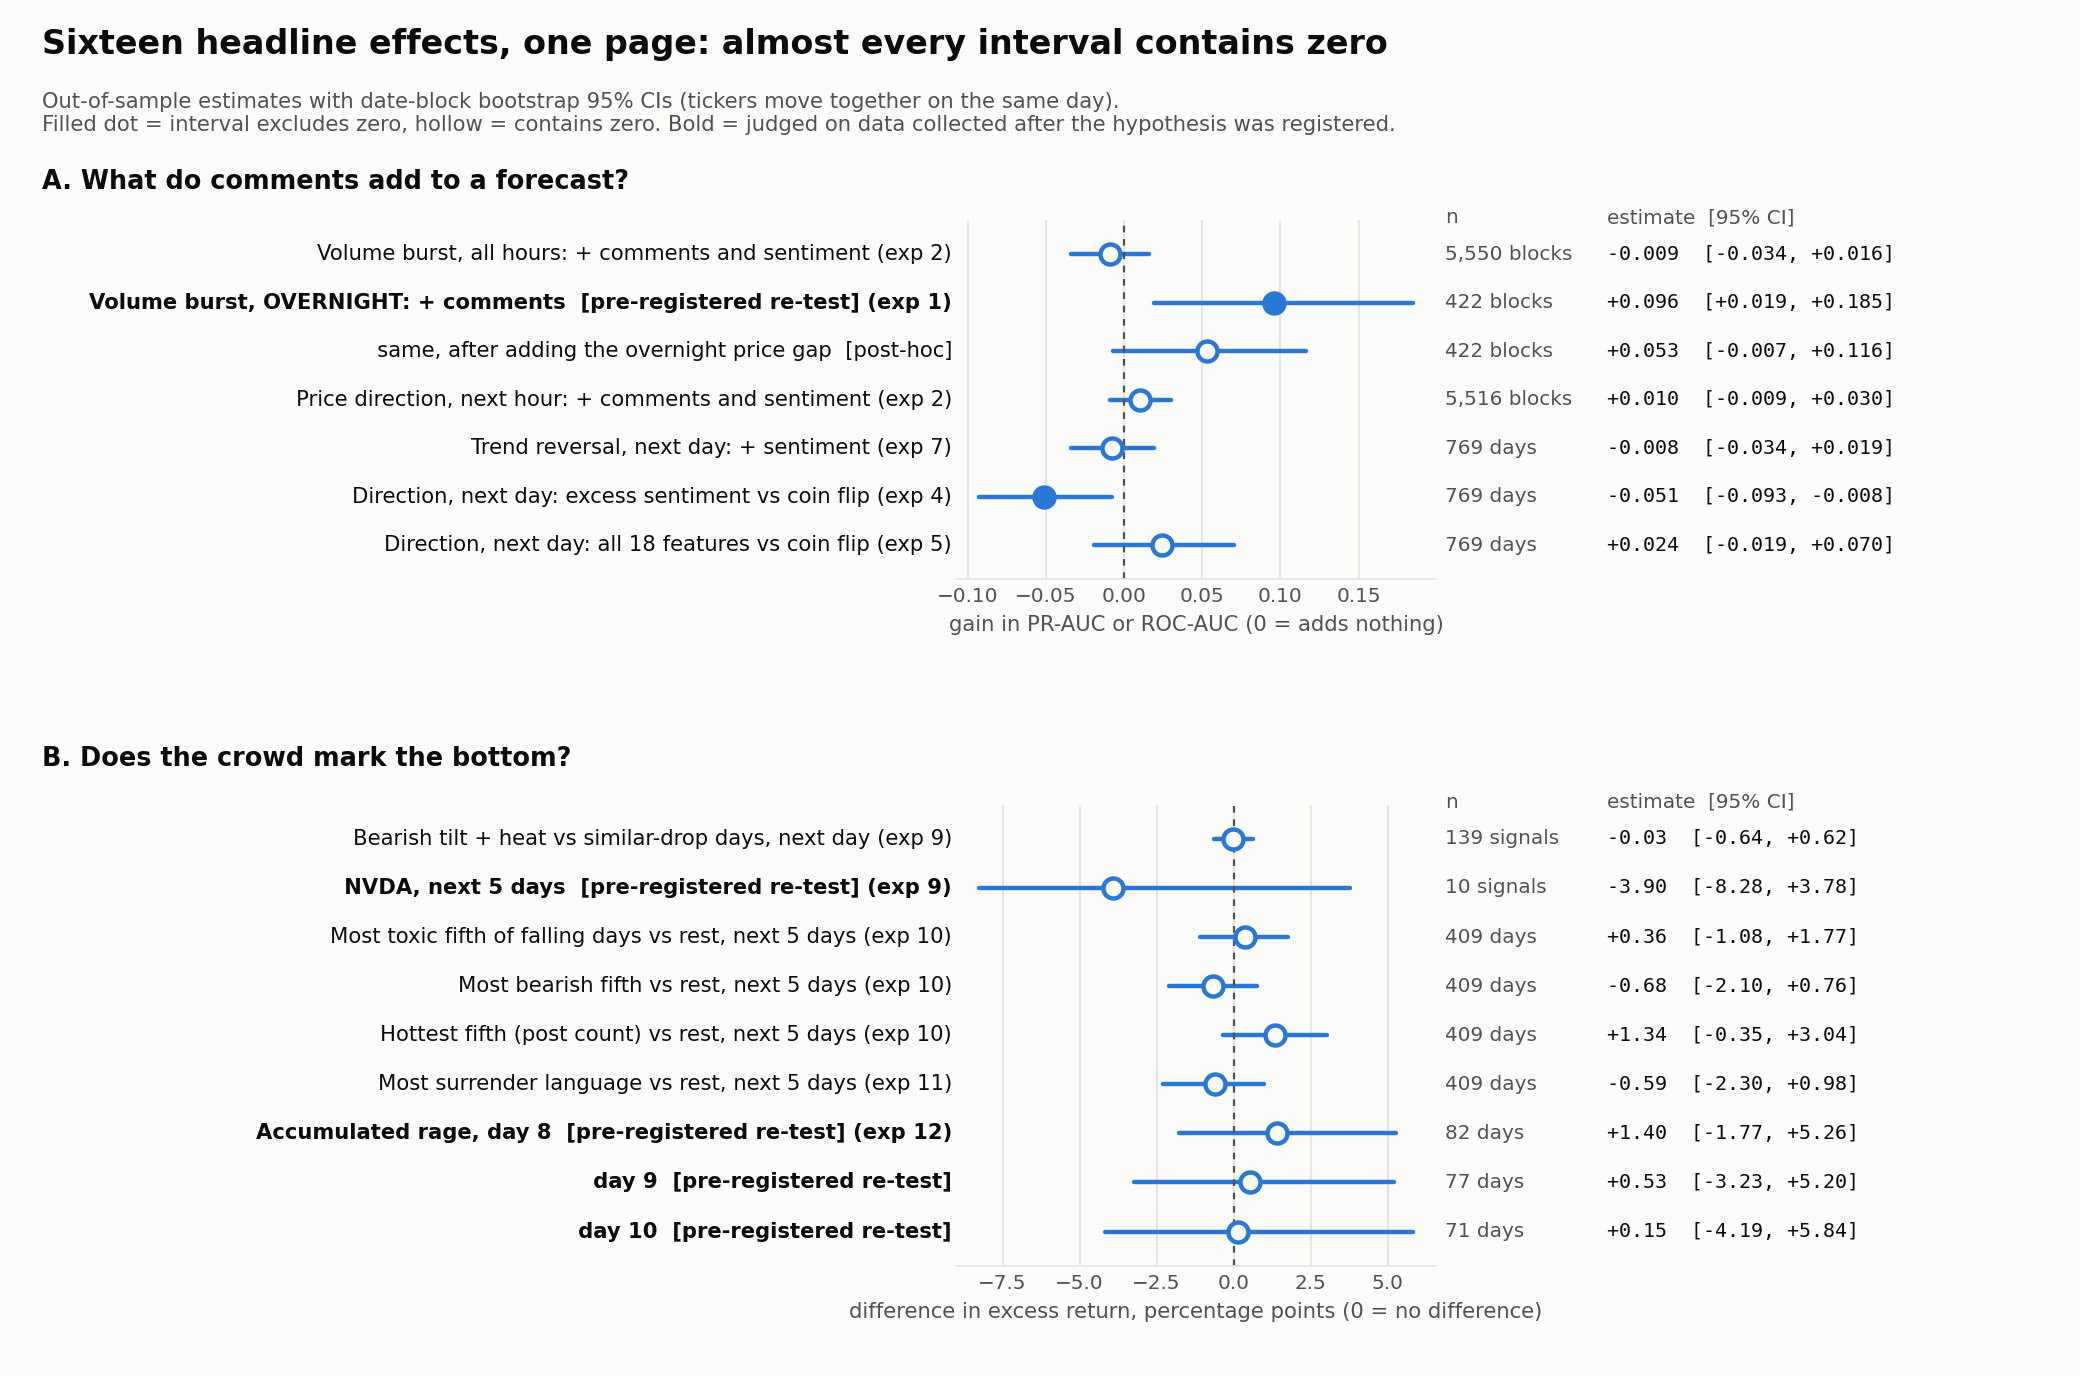 Sixteen headline effects, one page: almost every interval contains zero
Out-of-sample estimates with date-block bootstrap 95% CIs (tickers move together on the same day).
Filled dot = interval excludes zero, hollow = contains zero. Bold = judged on data collected after the hypothesis was registered.
A. What do comments add to a forecast?
n estimate [95% CI]
Volume burst, all hours: + comments and sentiment (exp 2) 5,550 blocks -0.009 [-0.034, +0.016]
Volume burst, OVERNIGHT: + comments [pre-registered re-test] (exp 1) 422 blocks +0.096 [+0.019, +0.185]
same, after adding the overnight price gap [post-hoc] 422 blocks +0.053 [-0.007, +0.116]
Price direction, next hour: + comments and sentiment (exp 2) 5,516 blocks +0.010 [-0.009, +0.030]
Trend reversal, next day: + sentiment (exp 7) 769 days -0.008 [-0.034, +0.019]
Direction, next day: excess sentiment vs coin flip (exp 4) 769 days -0.051 [-0.093, -0.008]
Direction, next day: all 18 features vs coin flip (exp 5) 769 days +0.024 [-0.019, +0.070]
−0.10 −0.05 0.00 0.05 0.10 0.15
gain in PR-AUC or ROC-AUC (0 = adds nothing)
B. Does the crowd mark the bottom?
n estimate [95% CI]
Bearish tilt + heat vs similar-drop days, next day (exp 9) 139 signals -0.03 [-0.64, +0.62]
NVDA, next 5 days [pre-registered re-test] (exp 9) 10 signals -3.90 [-8.28, +3.78]
Most toxic fifth of falling days vs rest, next 5 days (exp 10) 409 days +0.36 [-1.08, +1.77]
Most bearish fifth vs rest, next 5 days (exp 10) 409 days -0.68 [-2.10, +0.76]
Hottest fifth (post count) vs rest, next 5 days (exp 10) 409 days +1.34 [-0.35, +3.04]
Most surrender language vs rest, next 5 days (exp 11) 409 days -0.59 [-2.30, +0.98]
Accumulated rage, day 8 [pre-registered re-test] (exp 12) 82 days +1.40 [-1.77, +5.26]
day 9 [pre-registered re-test] 77 days +0.53 [-3.23, +5.20]
day 10 [pre-registered re-test] 71 days +0.15 [-4.19, +5.84]
−7.5 −5.0 −2.5 0.0 2.5 5.0
difference in excess return, percentage points (0 = no difference)